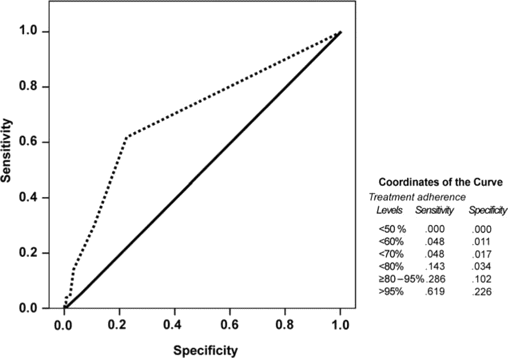 1.0
0.8
0.6
0.4
0.2
0.0
Sensitivity
0.0 0.2 0.4 0.6 0.8 1.0
Specificity
Coordinates of the Curve
Treatment adherence
Levels Sensitivity Specificity
<50 % .000 .000
<60% .048 .011
<70% .048 .017
<80% .143 .034
≥80–95% .286 .102
>95% .619 .226